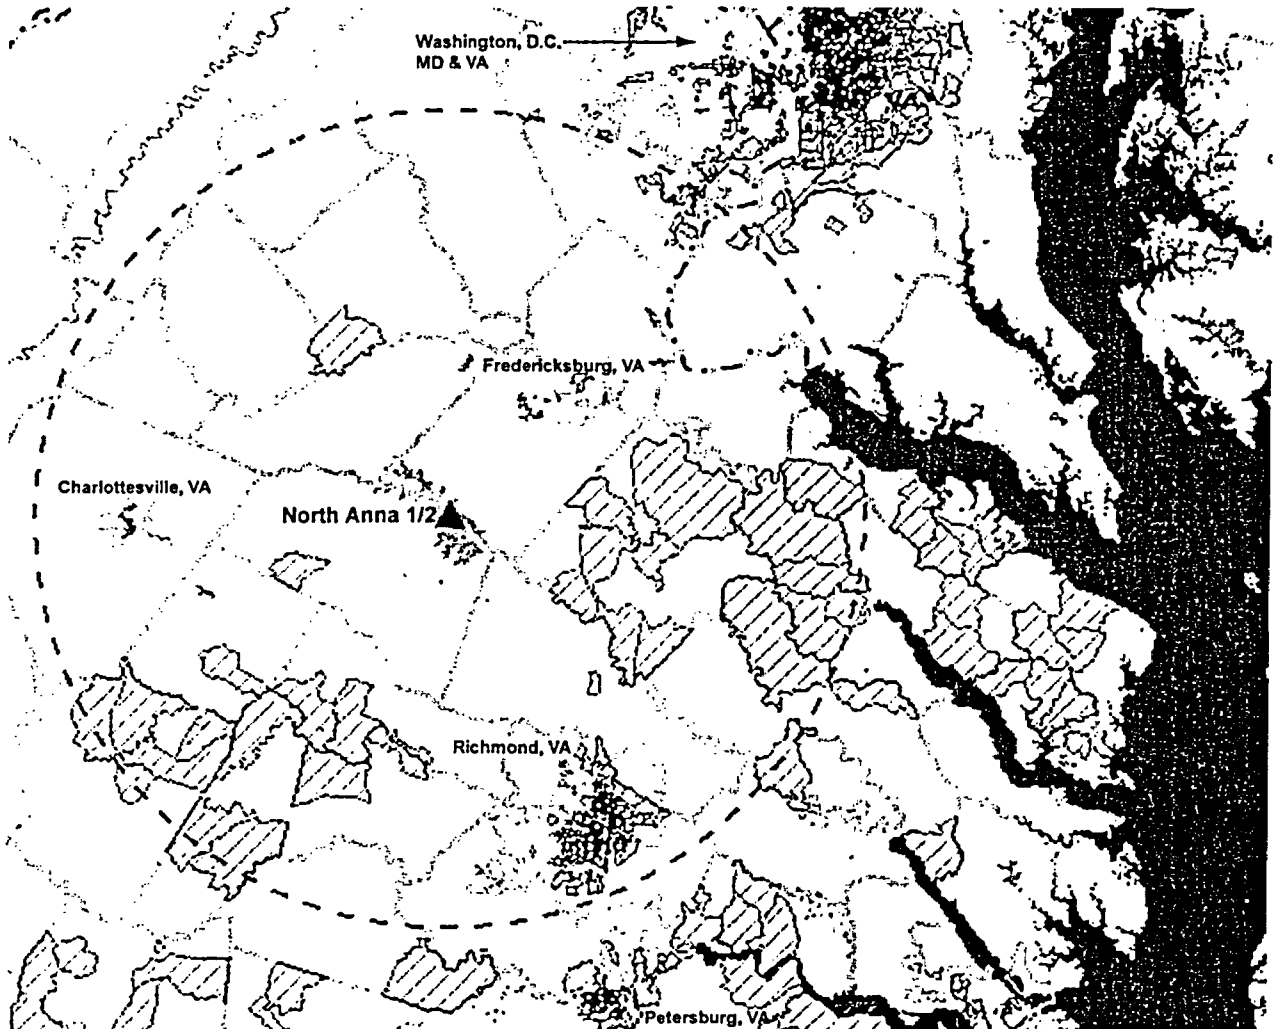 Washington, D.C.
MD & VA
Fredericksburg, VA
Charlottesville, VA
North Anna 1/2
Richmond, VA
Petersburg, VA